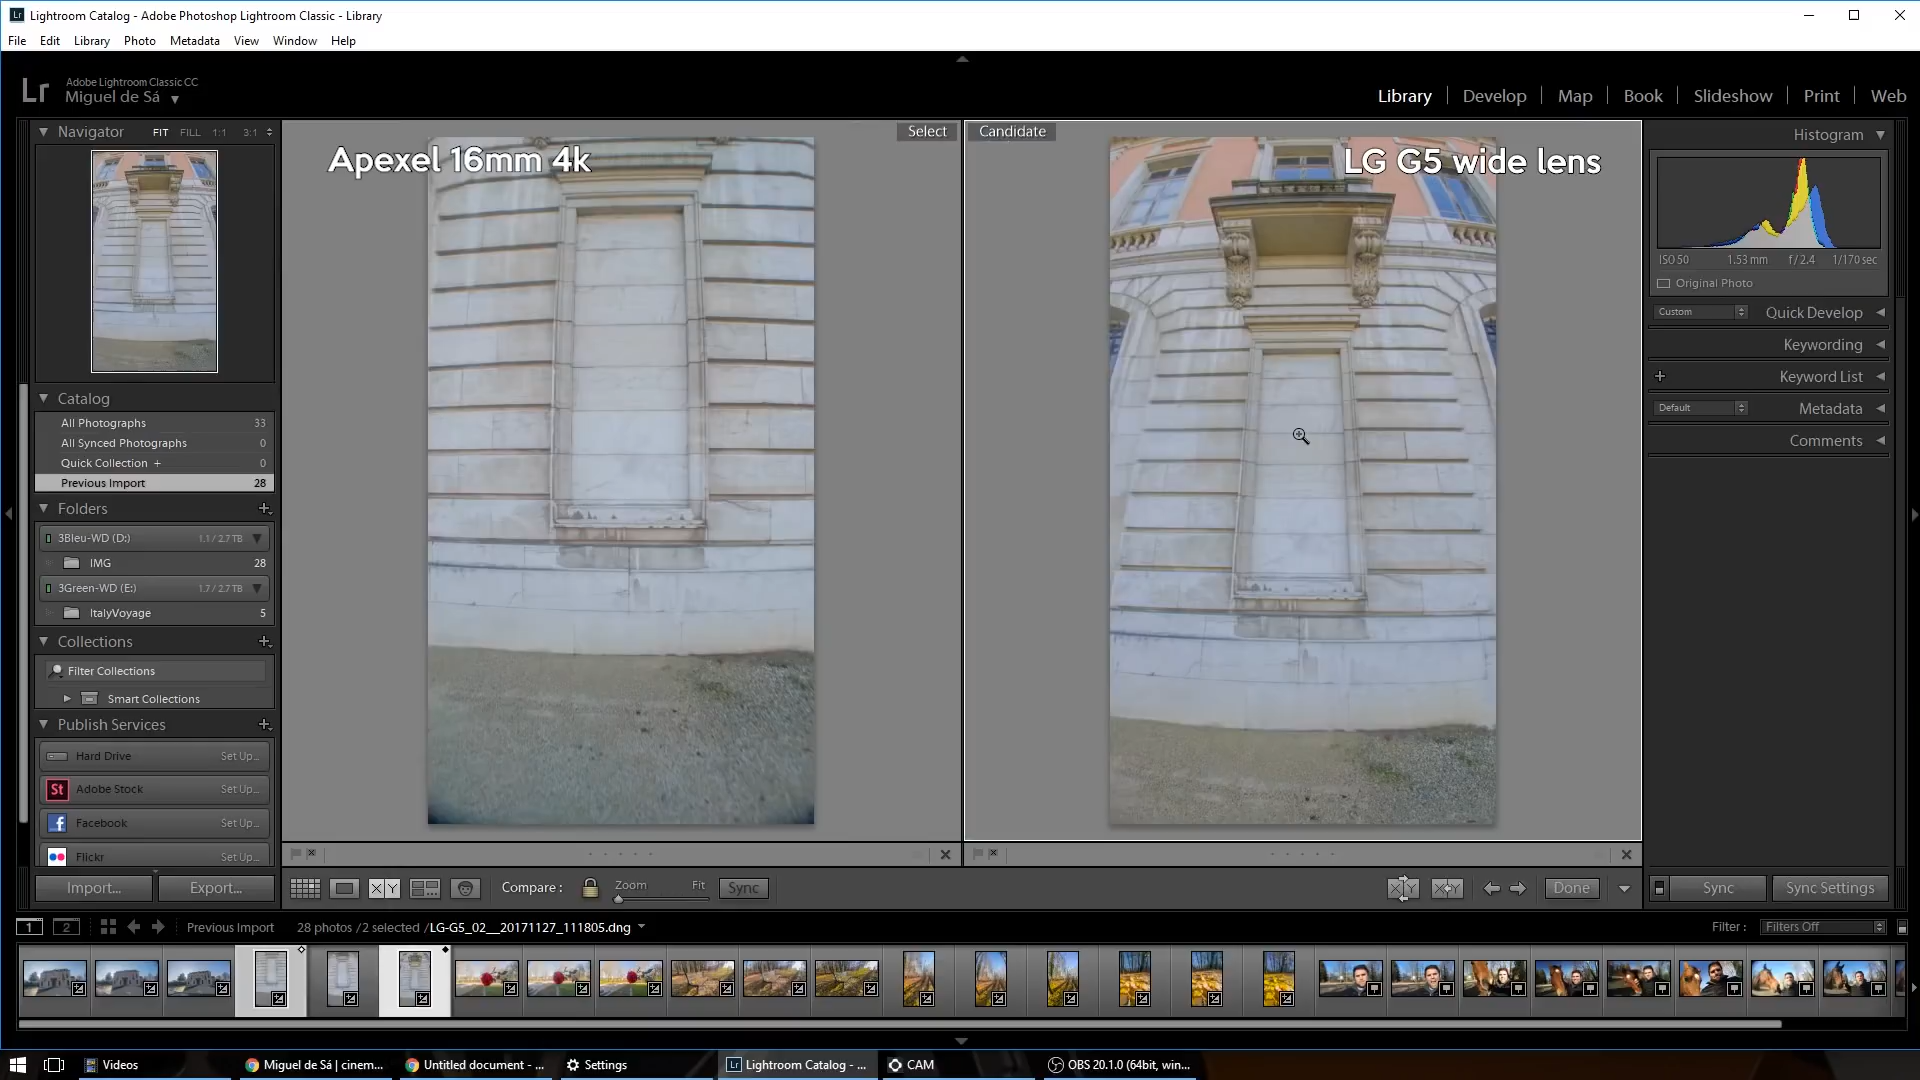 Lightroom Catalog - Adobe Photoshop Lightroom Classic - Library
File Edit Library Photo Metadata View Window Help
Lr Adobe Lightroom Classic CC
Miguel de Sá
Library Develop Map Book Slideshow Print Web
Navigator FIT FILL 1:1 3:1
Select
Candidate
Histogram
Apexel 16mm 4k
LG G5 wide lens
ISO 50 1.53 mm f / 2.4 1/170 sec
Original Photo
Custom Quick Develop
Keywording
Keyword List
Default Metadata
Comments
Catalog
All Photographs 33
All Synced Photographs 0
Quick Collection + 0
Previous Import 28
Folders
3Bleu-WD (D:) 1.1 / 2.7 TB
IMG 28
3Green-WD (E:) 1.7 / 2.7 TB
ItalyVoyage 5
Collections
Filter Collections
Smart Collections
Publish Services
Hard Drive Set Up...
St Adobe Stock Set Up...
Facebook Set Up...
Flickr Set Up...
Import... Export...
X Y Compare : Zoom Fit Sync
Done
Sync Sync Settings
1 2 Previous Import 28 photos /2 selected /LG-G5_02__20171127_111805.dng
Filter : Filters Off
Videos
Miguel de Sá | cinem...
Untitled document - ...
Settings
Lr Lightroom Catalog - ...
CAM
OBS 20.1.0 (64bit, win...